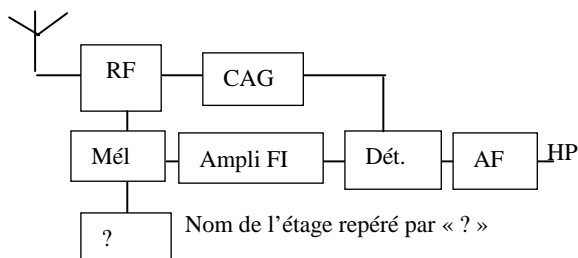 RF
CAG
Mél
Ampli FI
Dét.
AF
HP
?
Nom de l'étage repéré par « ? »